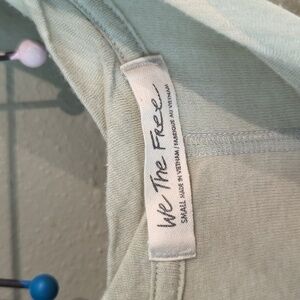 We The Free
SMALL MADE IN VIETNAM / FABRIQUÉ AU VIETNAM